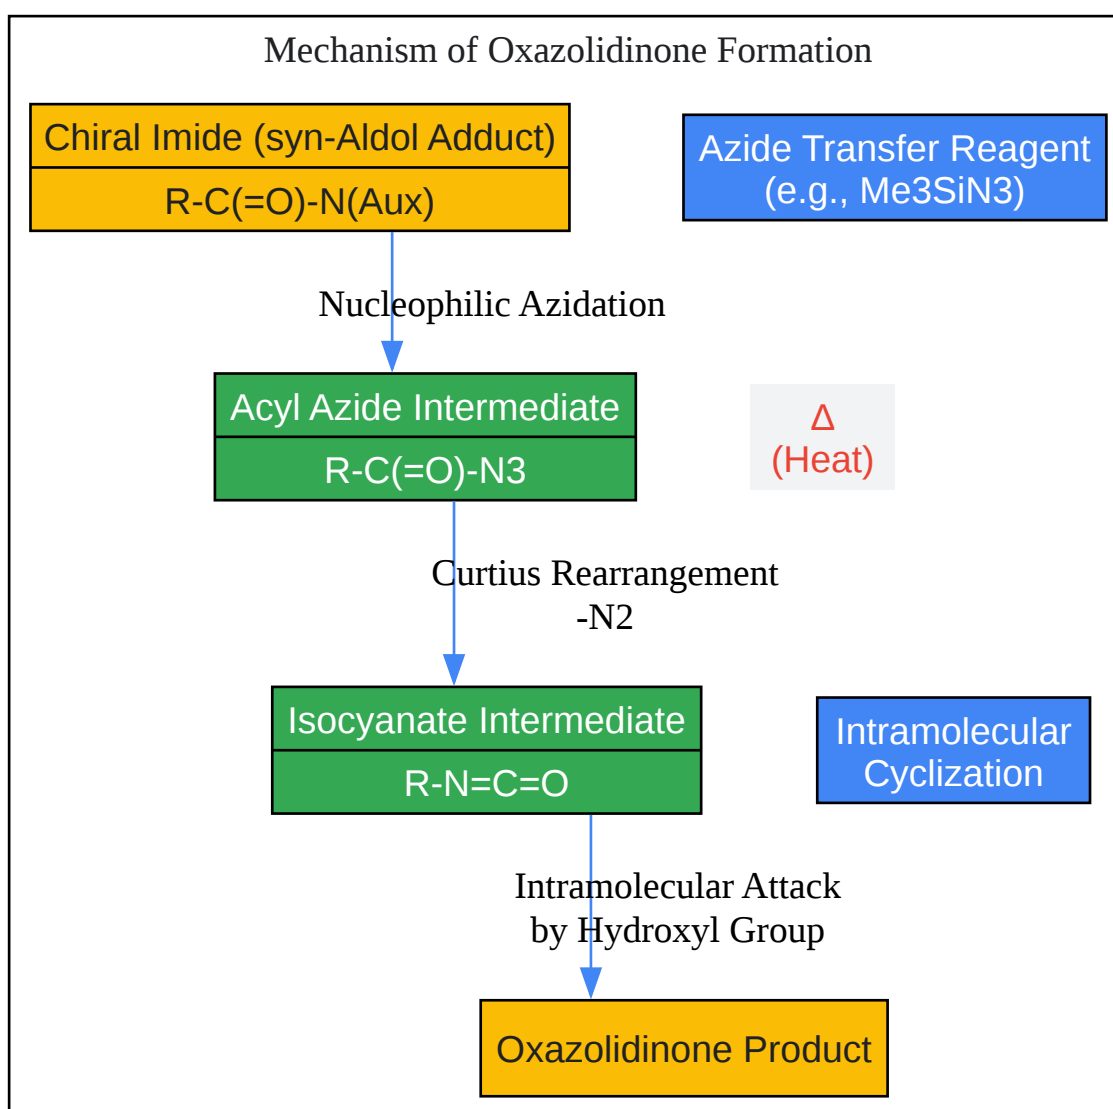 Mechanism of Oxazolidinone Formation
Chiral Imide (syn-Aldol Adduct)
R-C(=O)-N(Aux)
Azide Transfer Reagent
(e.g., Me3SiN3)
Nucleophilic Azidation
Acyl Azide Intermediate
R-C(=O)-N3
Δ
(Heat)
Curtius Rearrangement
-N2
Isocyanate Intermediate
R-N=C=O
Intramolecular
Cyclization
Intramolecular Attack
by Hydroxyl Group
Oxazolidinone Product